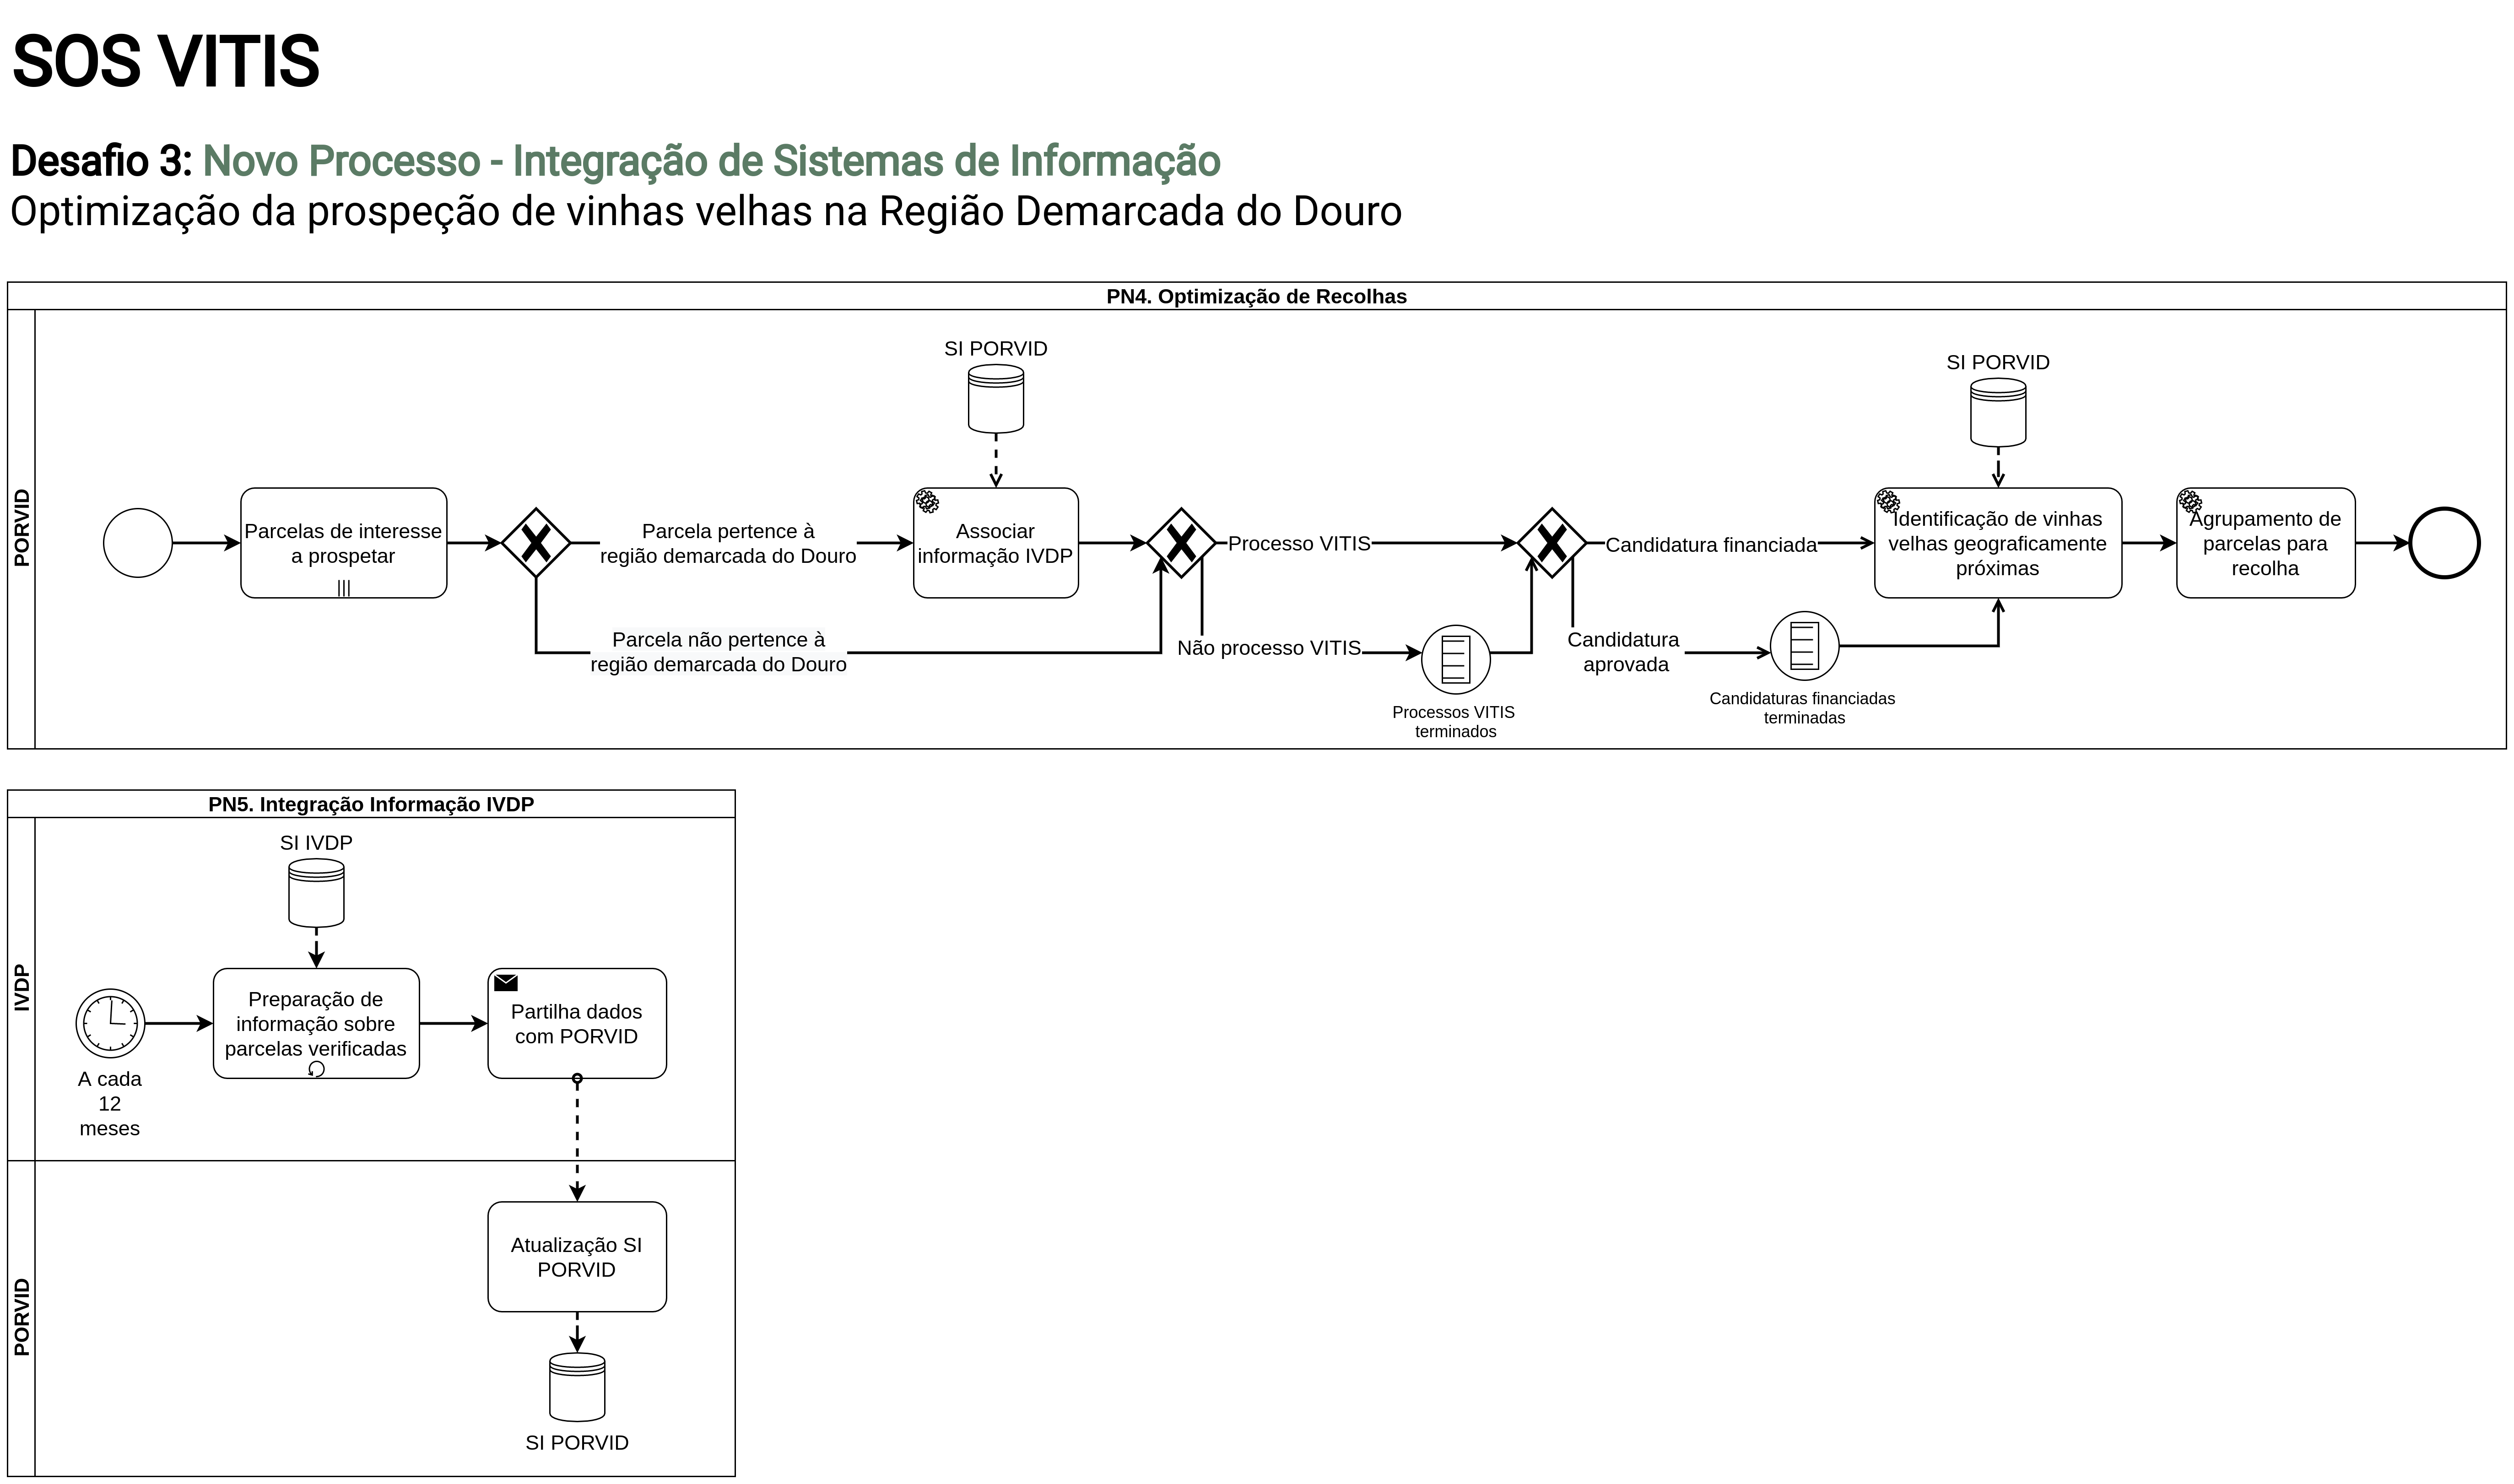 SOS VITIS
Desafio 3: Novo Processo - Integração de Sistemas de Informação
Optimização da prospeção de vinhas velhas na Região Demarcada do Douro
PN4. Optimização de Recolhas
PORVID
SI PORVID
SI PORVID
Parcelas de interesse
a prospetar
Parcela pertence à
região demarcada do Douro
Associar
informação IVDP
Processo VITIS
Candidatura financiada
Identificação de vinhas
velhas geograficamente
próximas
Agrupamento de
parcelas para
recolha
Parcela não pertence à
região demarcada do Douro
Não processo VITIS
Processos VITIS
terminados
Candidatura
aprovada
Candidaturas financiadas
terminadas
PN5. Integração Informação IVDP
IVDP
SI IVDP
A cada
12
meses
Preparação de
informação sobre
parcelas verificadas
Partilha dados
com PORVID
PORVID
Atualização SI
PORVID
SI PORVID